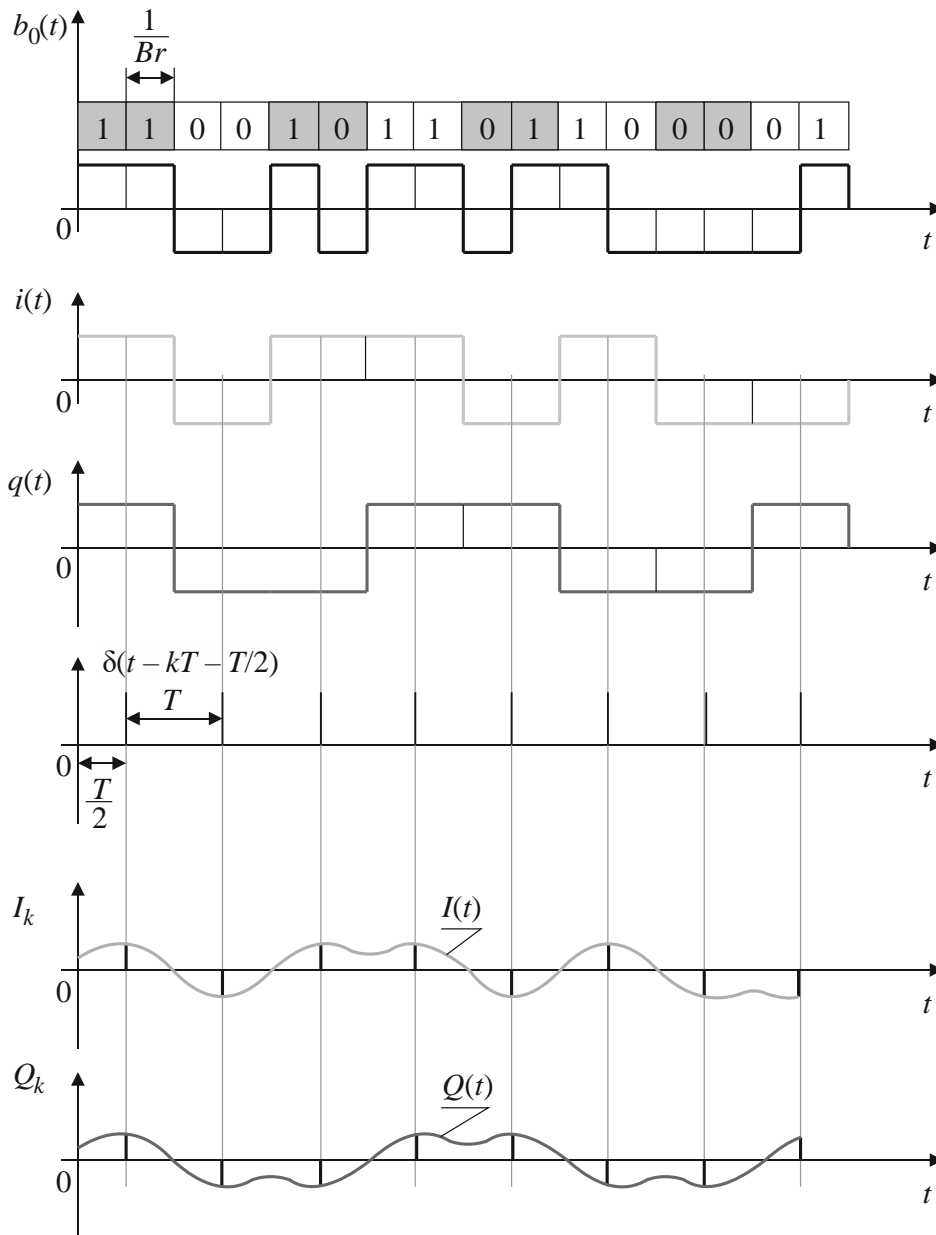 b₀(t)
1/Br
1 1 0 0 1 0 1 1 0 1 1 0 0 0 0 1
0
t
i(t)
0
t
q(t)
0
t
δ(t – kT – T/2)
T
0
t
T/2
Iₖ
I(t)
0
t
Qₖ
Q(t)
0
t